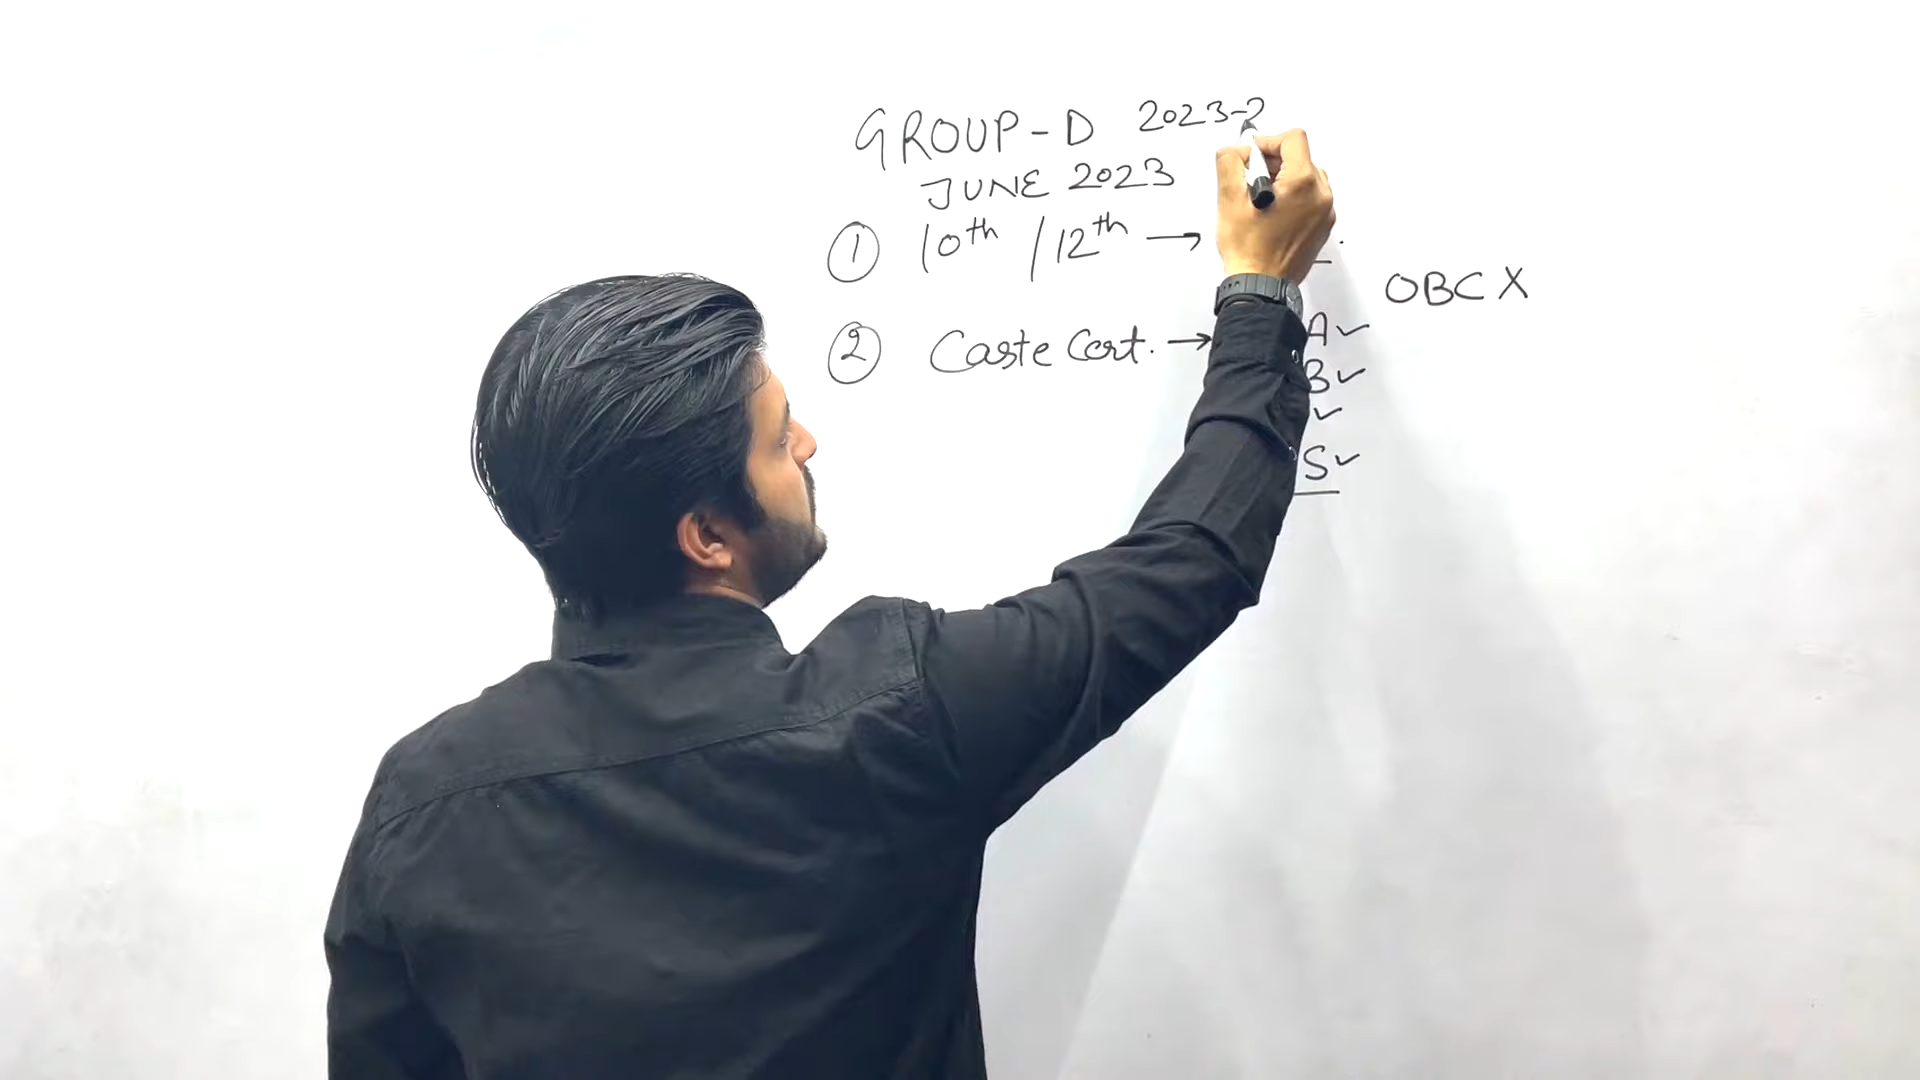 GROUP-D 2023-2
JUNE 2023
① 10th /12th →
OBC X
② Caste Cert. → A✓
B✓
✓
S✓